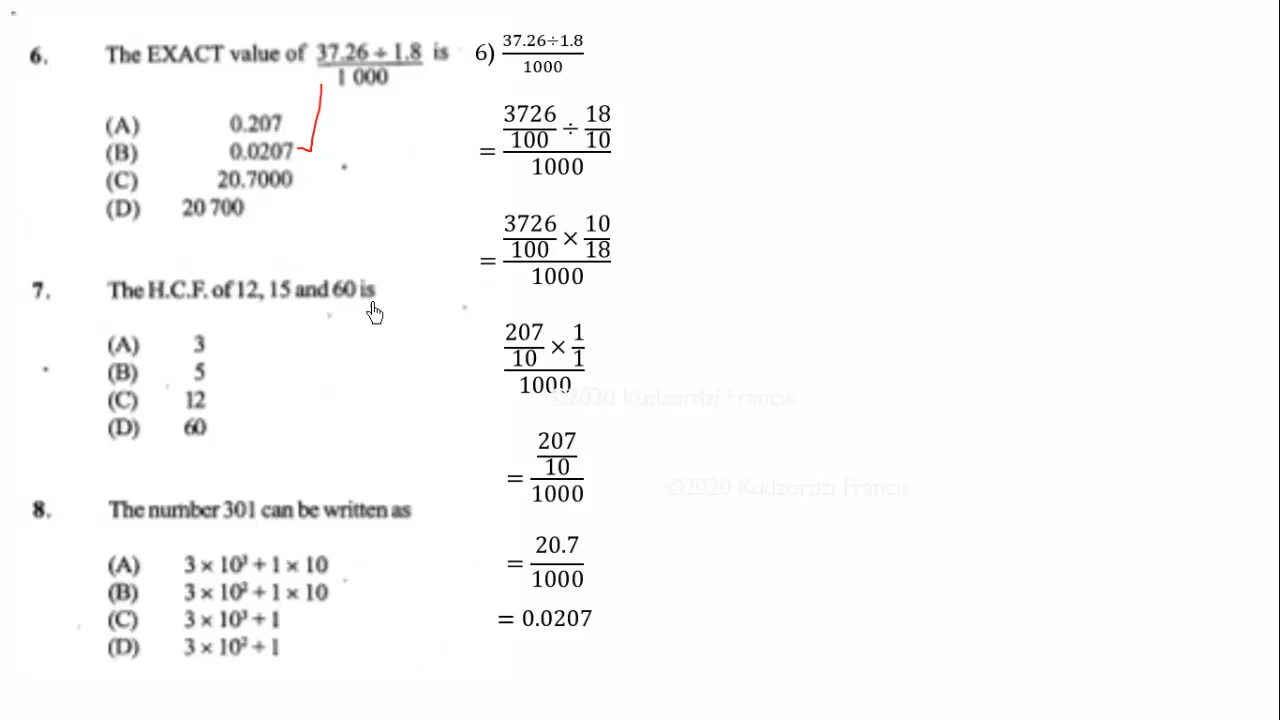 6. The EXACT value of 37.26 ÷ 1.8 / 1 000 is
(A) 0.207
(B) 0.0207
(C) 20.7000
(D) 20 700
7. The H.C.F. of 12, 15 and 60 is
(A) 3
(B) 5
(C) 12
(D) 60
8. The number 301 can be written as
(A) 3 × 10³ + 1 × 10
(B) 3 × 10² + 1 × 10
(C) 3 × 10³ + 1
(D) 3 × 10² + 1
6) 37.26÷1.8 / 1000
= 3726/100 ÷ 18/10 / 1000
= 3726/100 × 10/18 / 1000
207/10 × 1/1 / 1000
= 207/10 / 1000
= 20.7 / 1000
= 0.0207
©2020 Kudzordzi Francis
©2020 Kudzordzi Francis